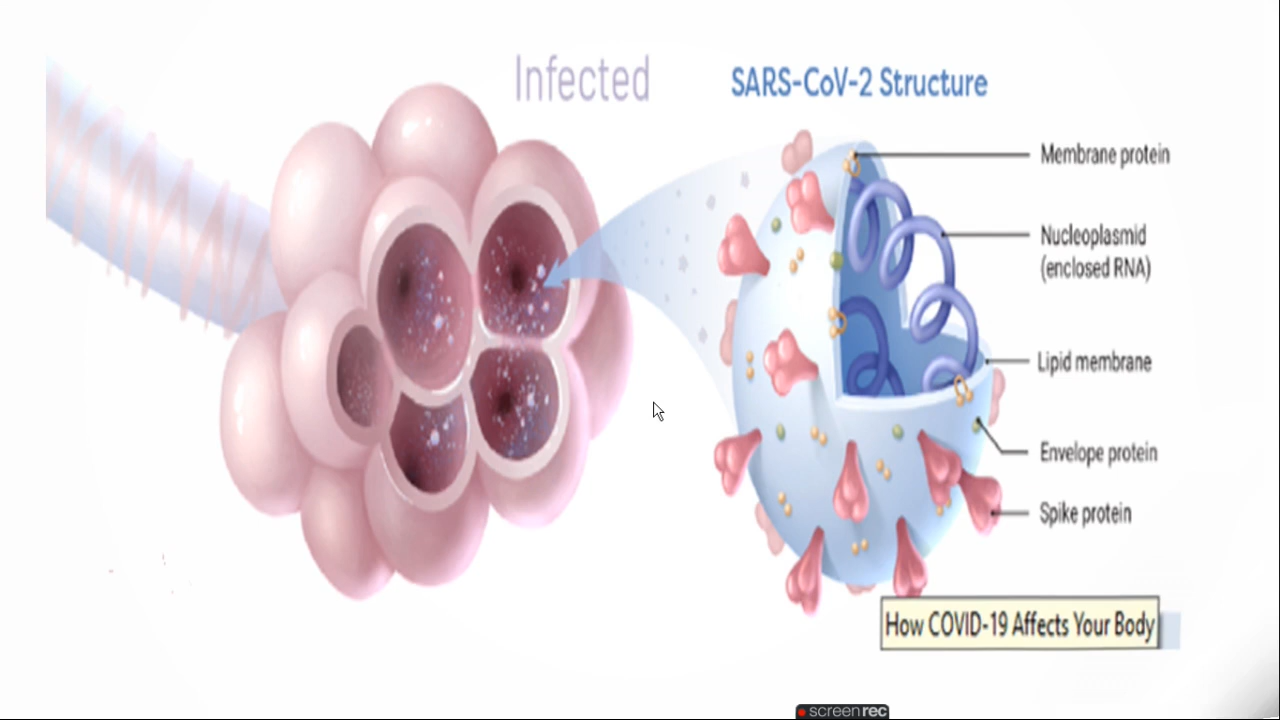 Infected
SARS-CoV-2 Structure
Membrane protein
Nucleoplasmid
(enclosed RNA)
Lipid membrane
Envelope protein
Spike protein
How COVID-19 Affects Your Body
screenrec